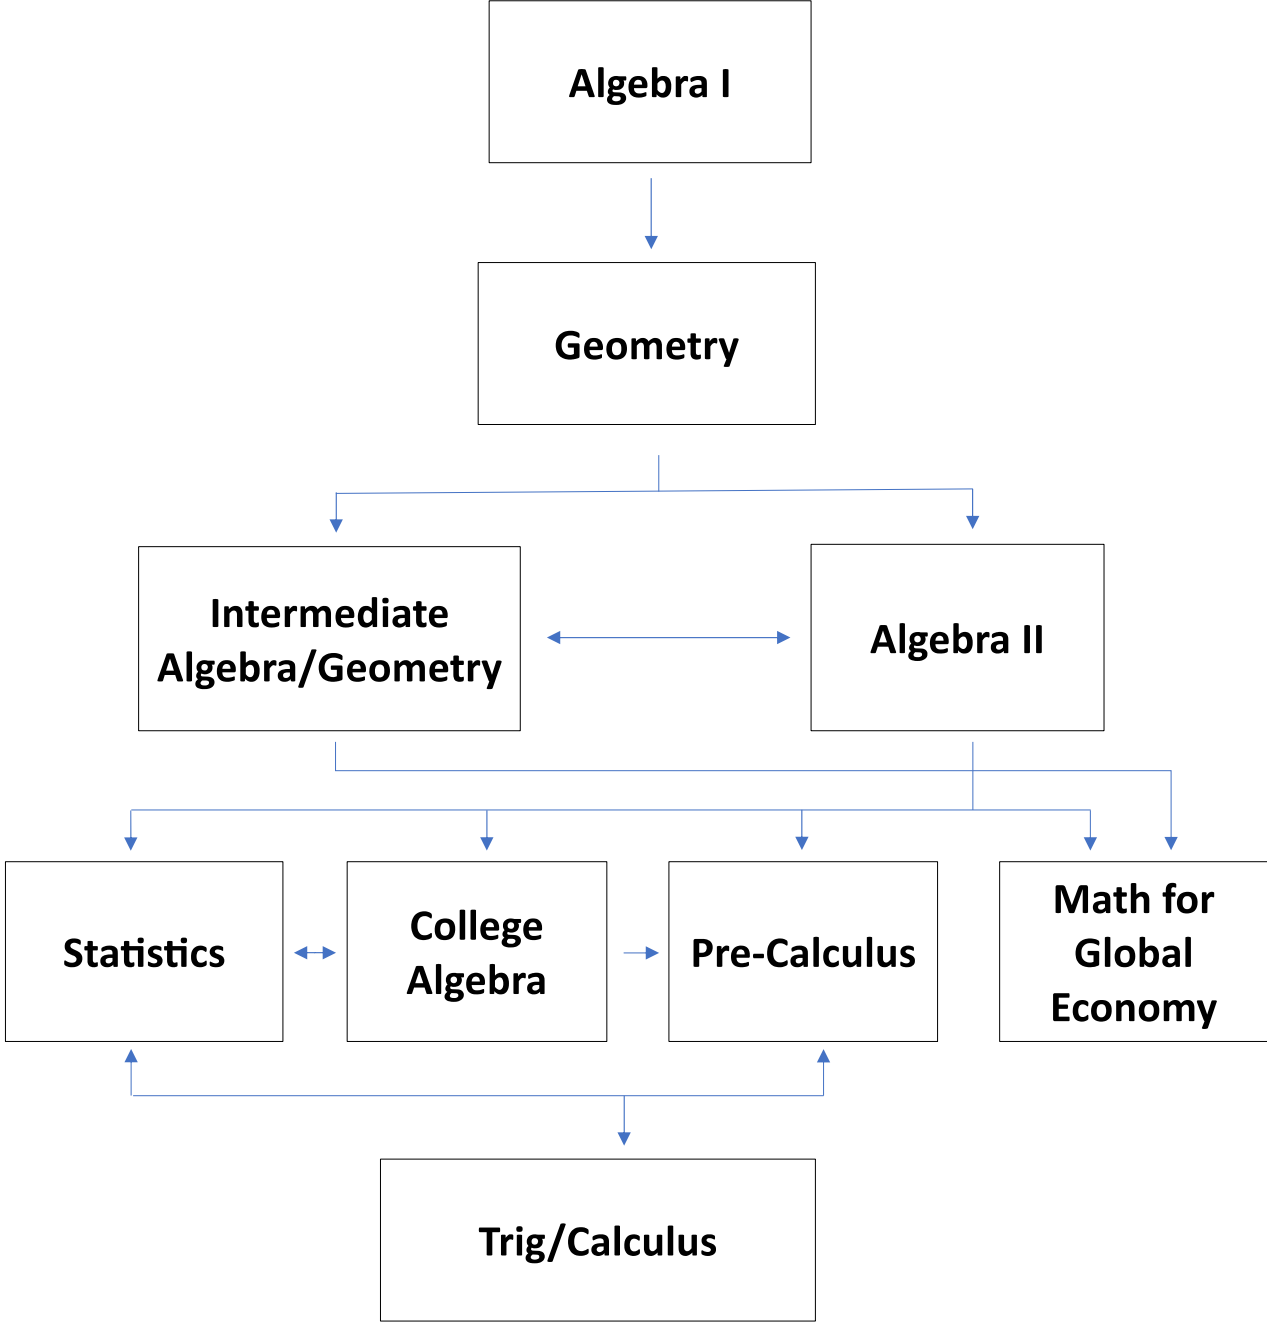 Algebra I
Geometry
Intermediate
Algebra/Geometry
Algebra II
Statistics
College
Algebra
Pre-Calculus
Math for
Global
Economy
Trig/Calculus